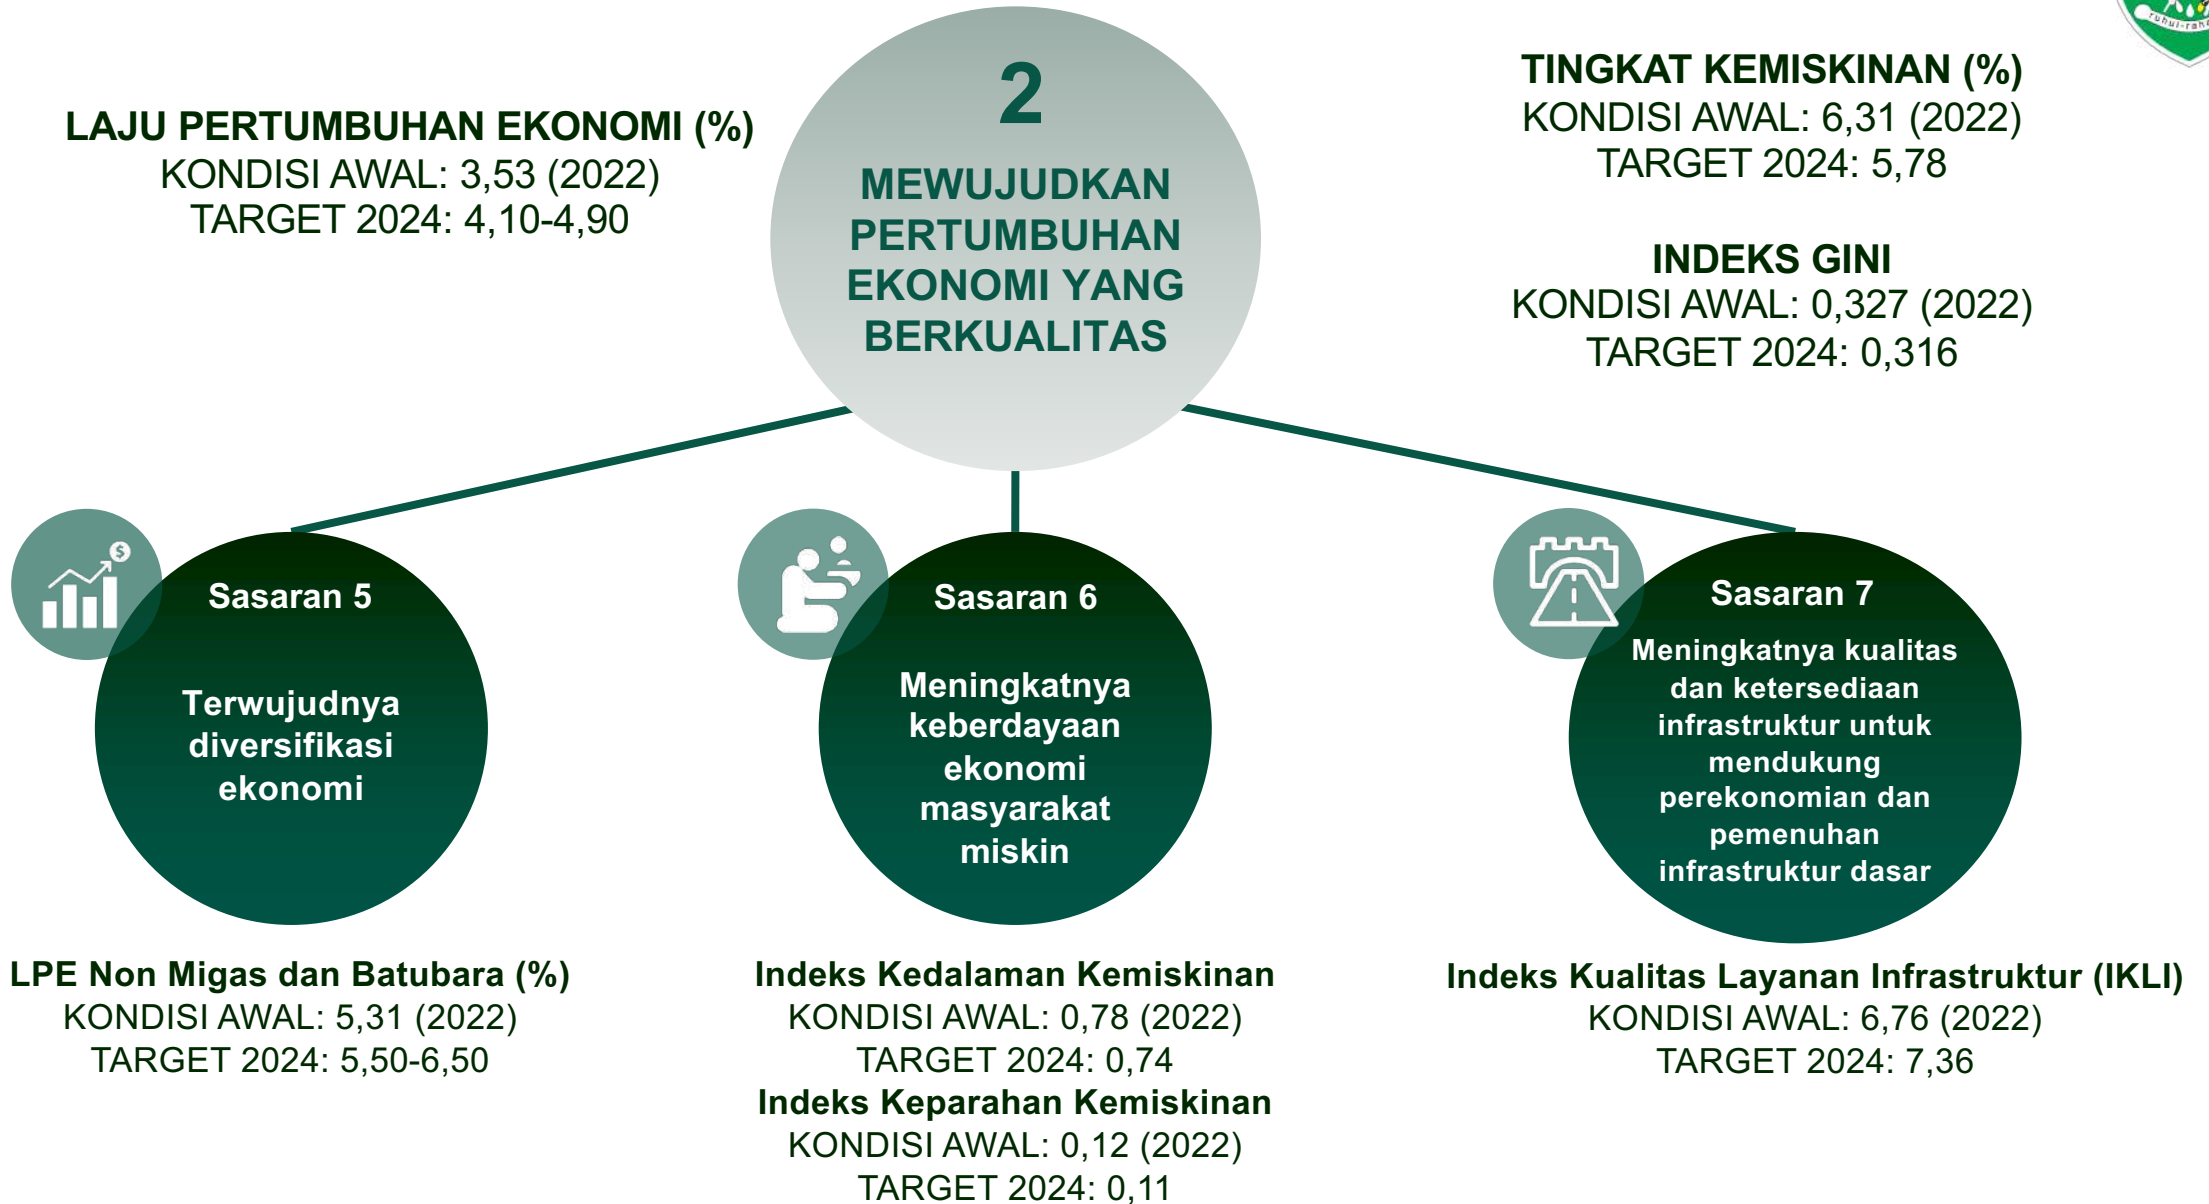 LAJU PERTUMBUHAN EKONOMI (%)
KONDISI AWAL: 3,53 (2022)
TARGET 2024: 4,10-4,90
2
MEWUJUDKAN
PERTUMBUHAN
EKONOMI YANG
BERKUALITAS
TINGKAT KEMISKINAN (%)
KONDISI AWAL: 6,31 (2022)
TARGET 2024: 5,78
INDEKS GINI
KONDISI AWAL: 0,327 (2022)
TARGET 2024: 0,316
Sasaran 5
Terwujudnya
diversifikasi
ekonomi
LPE Non Migas dan Batubara (%)
KONDISI AWAL: 5,31 (2022)
TARGET 2024: 5,50-6,50
Sasaran 6
Meningkatnya
keberdayaan
ekonomi
masyarakat
miskin
Indeks Kedalaman Kemiskinan
KONDISI AWAL: 0,78 (2022)
TARGET 2024: 0,74
Indeks Keparahan Kemiskinan
KONDISI AWAL: 0,12 (2022)
TARGET 2024: 0,11
Sasaran 7
Meningkatnya kualitas
dan ketersediaan
infrastruktur untuk
mendukung
perekonomian dan
pemenuhan
infrastruktur dasar
Indeks Kualitas Layanan Infrastruktur (IKLI)
KONDISI AWAL: 6,76 (2022)
TARGET 2024: 7,36